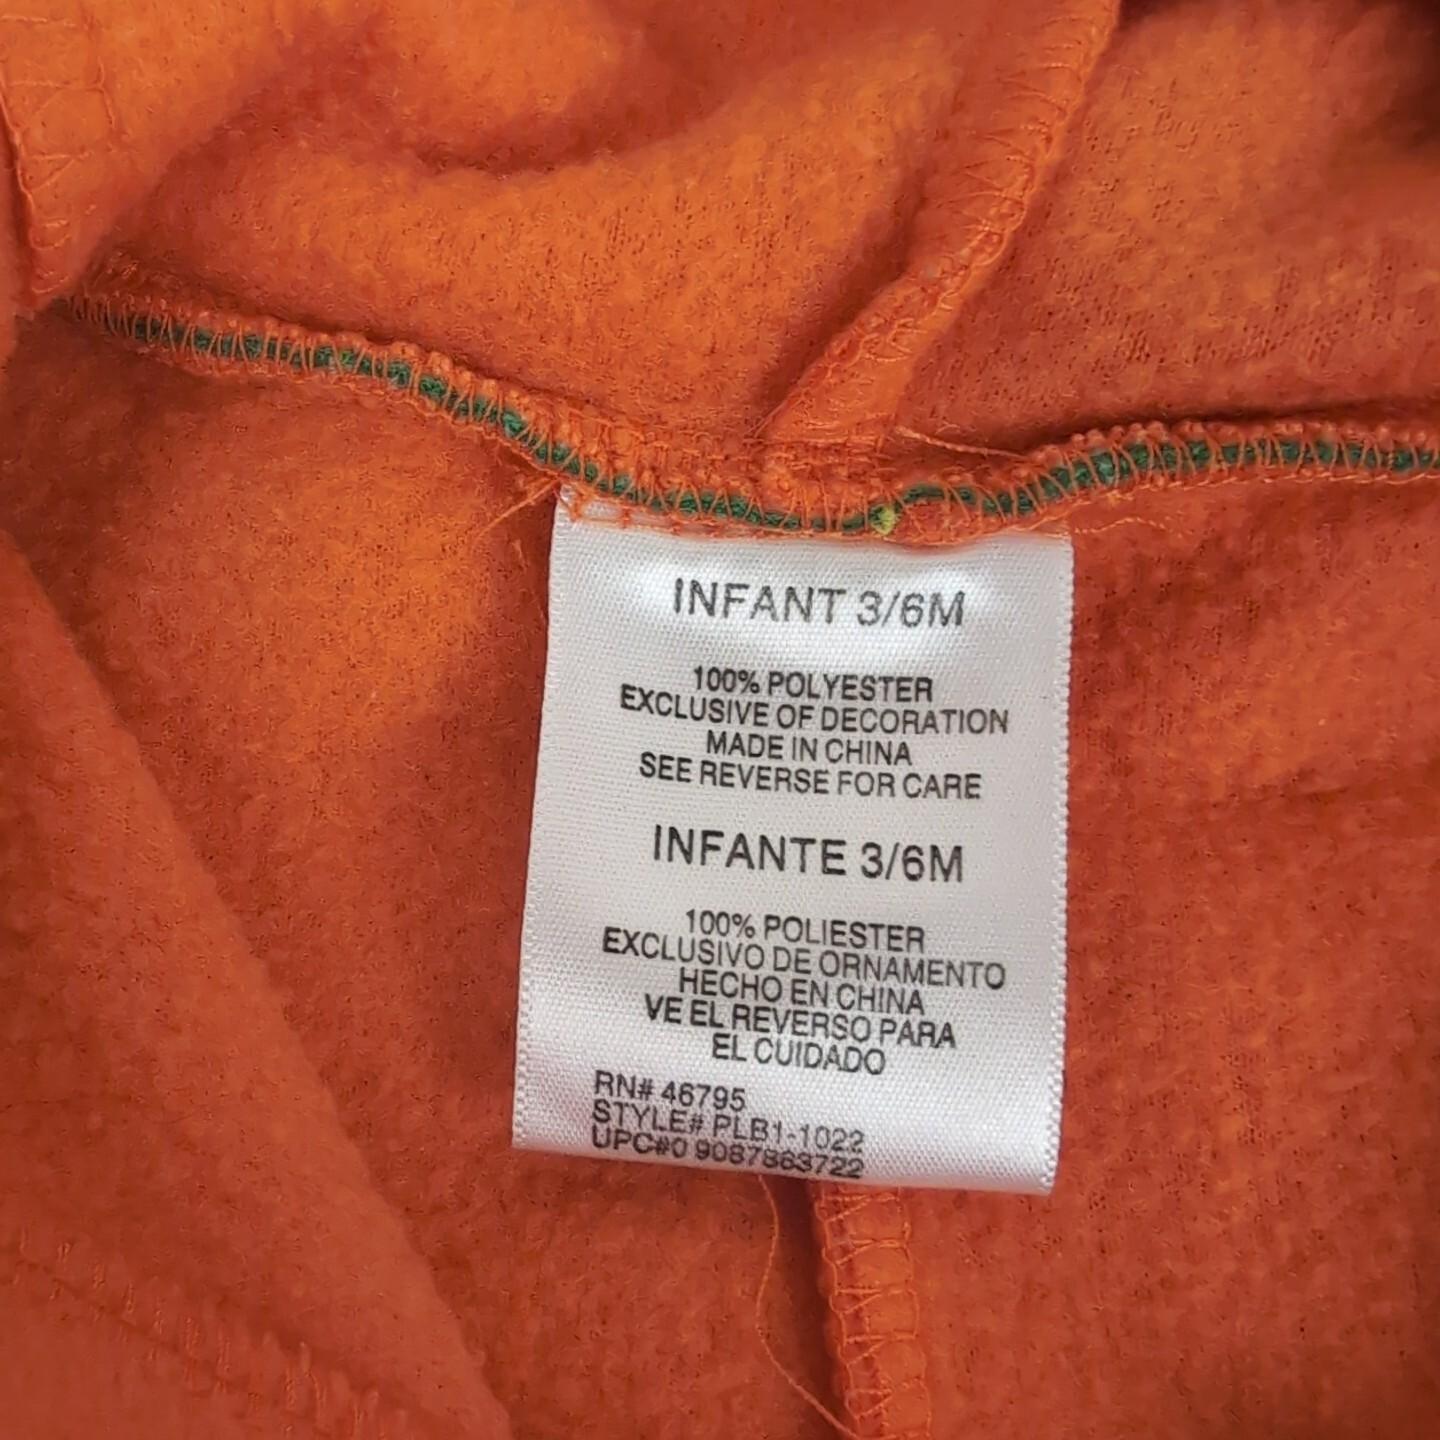 INFANT 3/6M
100% POLYESTER
EXCLUSIVE OF DECORATION
MADE IN CHINA
SEE REVERSE FOR CARE
INFANTE 3/6M
100% POLIESTER
EXCLUSIVO DE ORNAMENTO
HECHO EN CHINA
VE EL REVERSO PARA
EL CUIDADO
RN# 46795
STYLE# PLB1-1022
UPC#0 9087863722